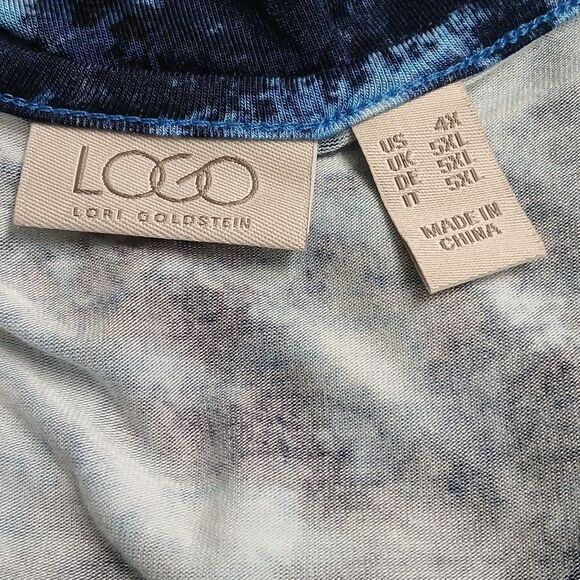 LOGO
LORI GOLDSTEIN
US 4X
UK 5XL
DE 5XL
IT 5XL
MADE IN
CHINA